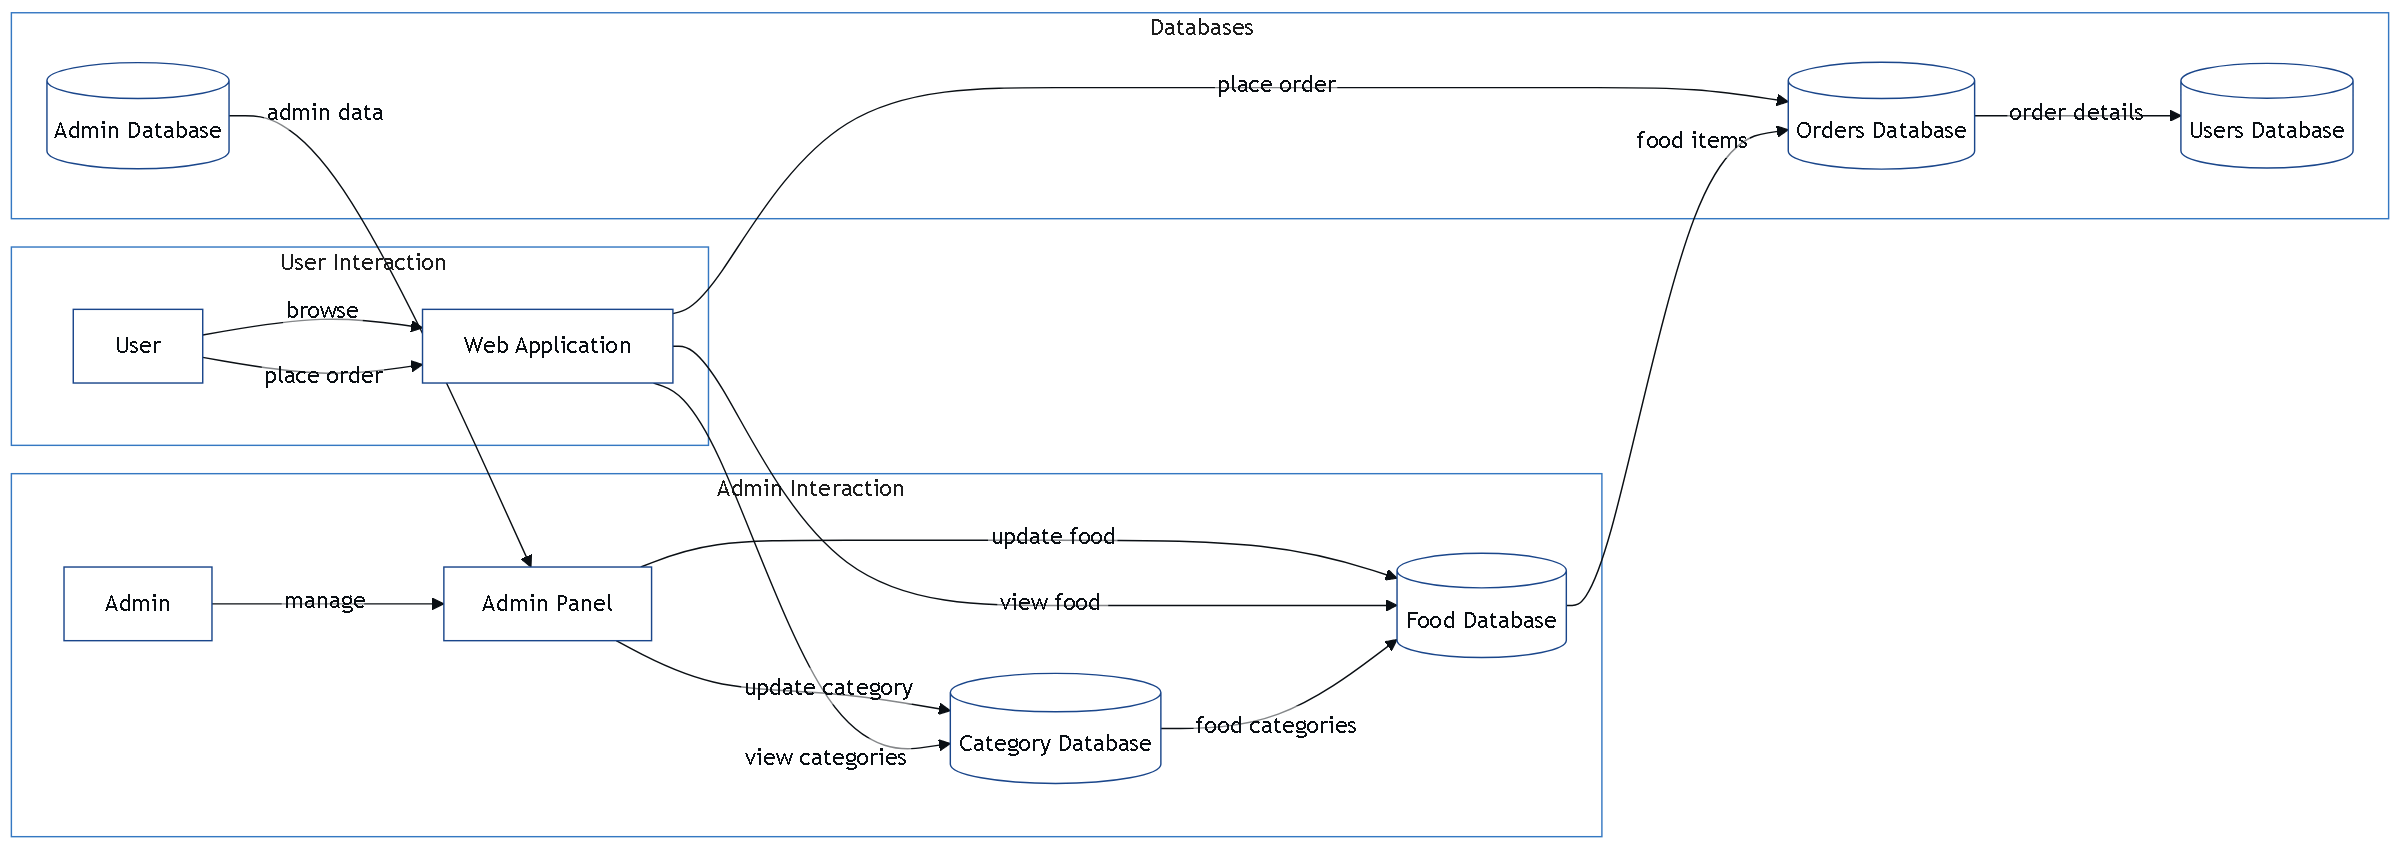 Databases
Admin Database
admin data
place order
food items
Orders Database
order details
Users Database
User Interaction
User
browse
place order
Web Application
Admin Interaction
Admin
manage
Admin Panel
update food
view food
Food Database
update category
view categories
Category Database
food categories